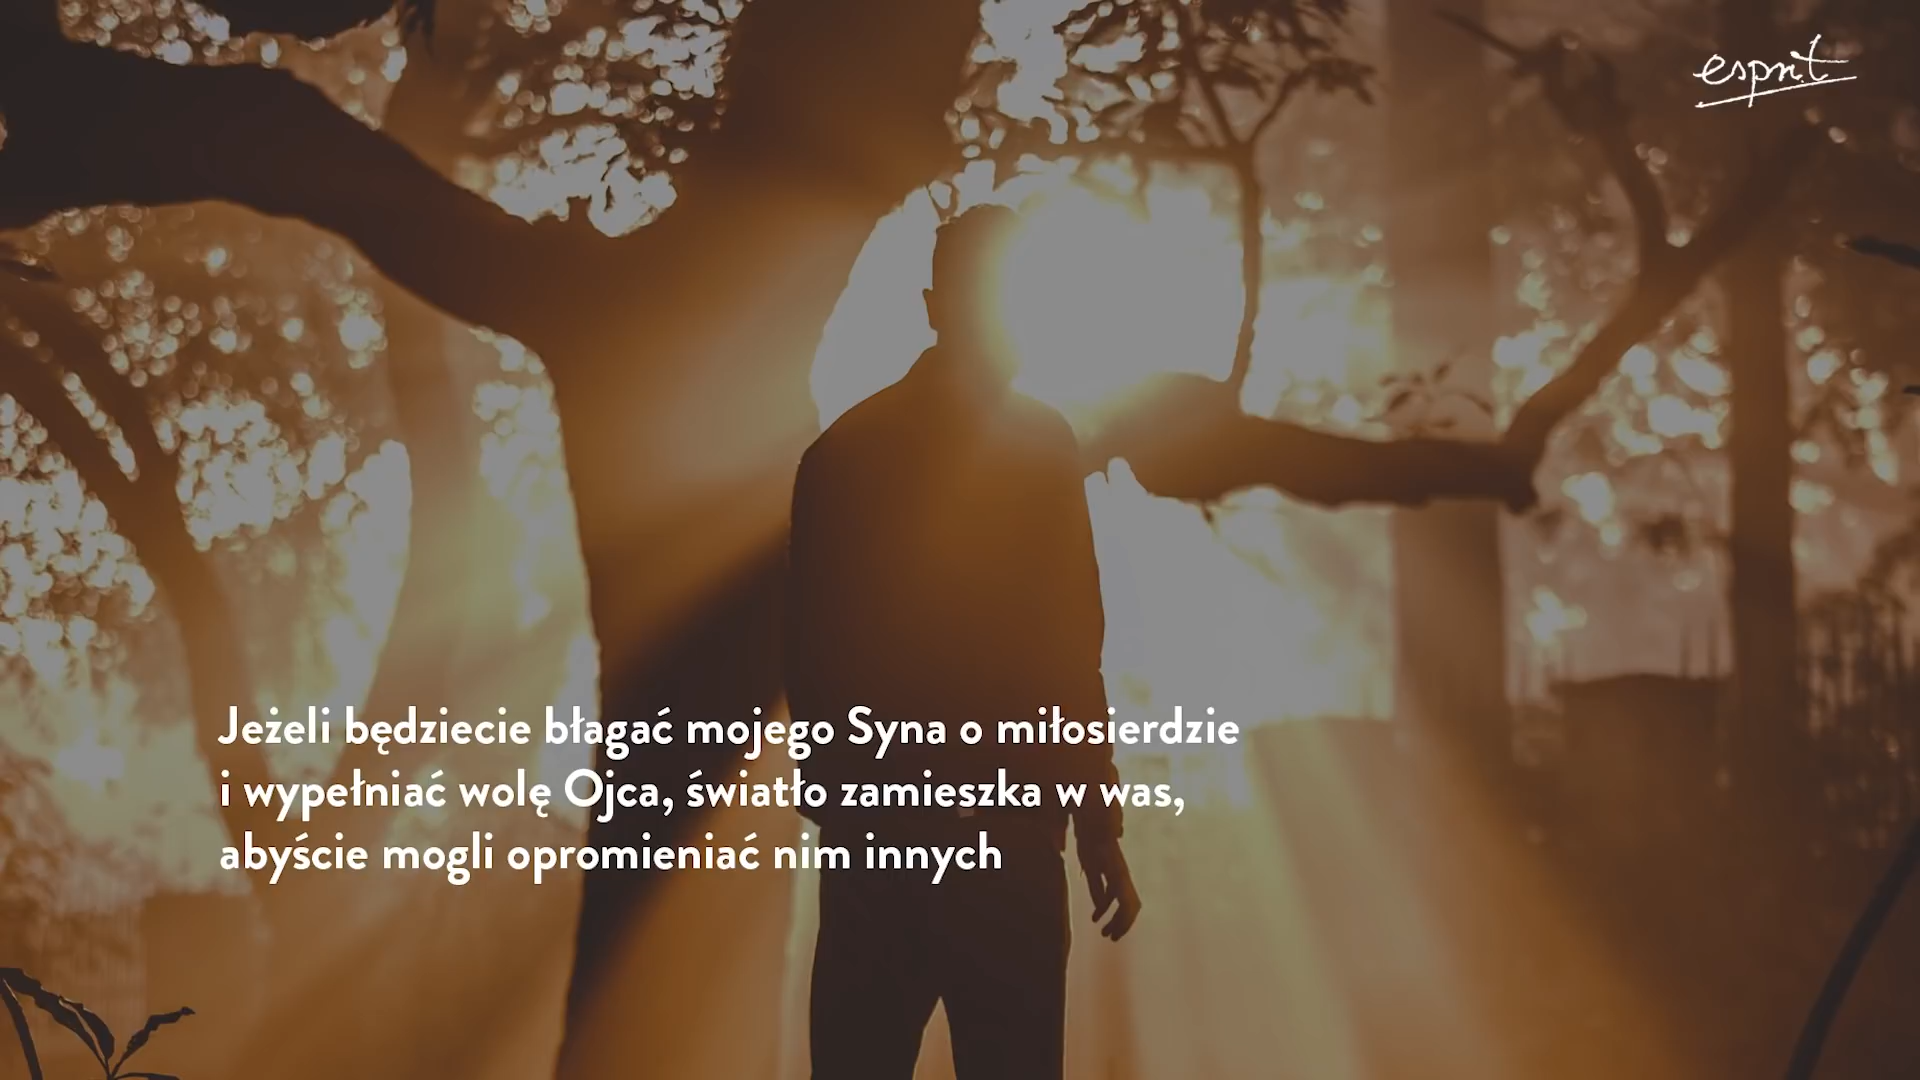 esprit
Jeżeli będziecie błagać mojego Syna o miłosierdzie
i wypełniać wolę Ojca, światło zamieszka w was,
abyście mogli opromieniać nim innych